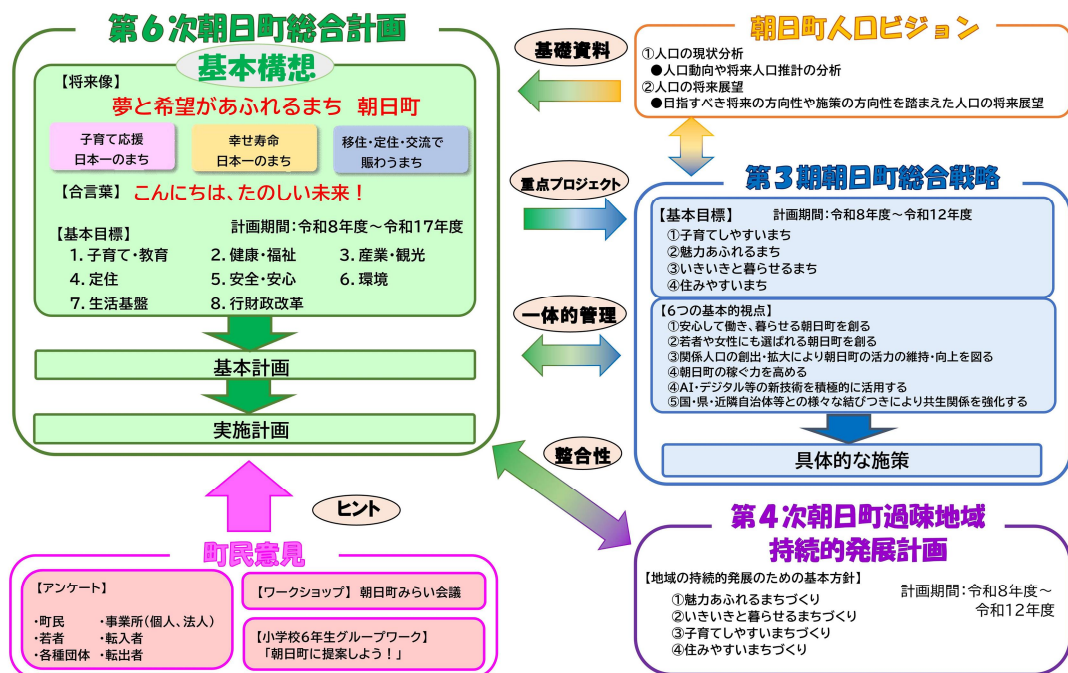 第6次朝日町総合計画
基本構想
【将来像】
夢と希望があふれるまち 朝日町
子育て応援
日本一のまち
幸せ寿命
日本一のまち
移住・定住・交流で
賑わうまち
【合言葉】こんにちは、たのしい未来！
計画期間：令和8年度～令和17年度
【基本目標】
1．子育て・教育 2．健康・福祉 3．産業・観光
4．定住 5．安全・安心 6．環境
7．生活基盤 8．行財政改革
基本計画
実施計画
ヒント
町民意見
【アンケート】
・町民 ・事業所(個人、法人)
・若者 ・転入者
・各種団体 ・転出者
【ワークショップ】 朝日町みらい会議
【小学校6年生グループワーク】
「朝日町に提案しよう！」
基礎資料
重点プロジェクト
一体的管理
整合性
朝日町人口ビジョン
①人口の現状分析
●人口動向や将来人口推計の分析
②人口の将来展望
●目指すべき将来の方向性や施策の方向性を踏まえた人口の将来展望
第3期朝日町総合戦略
【基本目標】 計画期間：令和8年度～令和12年度
①子育てしやすいまち
②魅力あふれるまち
③いきいきと暮らせるまち
④住みやすいまち
【6つの基本的視点】
①安心して働き、暮らせる朝日町を創る
②若者や女性にも選ばれる朝日町を創る
③関係人口の創出・拡大により朝日町の活力の維持・向上を図る
④朝日町の稼ぐ力を高める
④AI・デジタル等の新技術を積極的に活用する
⑤国・県・近隣自治体等との様々な結びつきにより共生関係を強化する
具体的な施策
第4次朝日町過疎地域
持続的発展計画
【地域の持続的発展のための基本方針】
計画期間：令和8年度～
令和12年度
①魅力あふれるまちづくり
②いきいきと暮らせるまちづくり
③子育てしやすいまちづくり
④住みやすいまちづくり